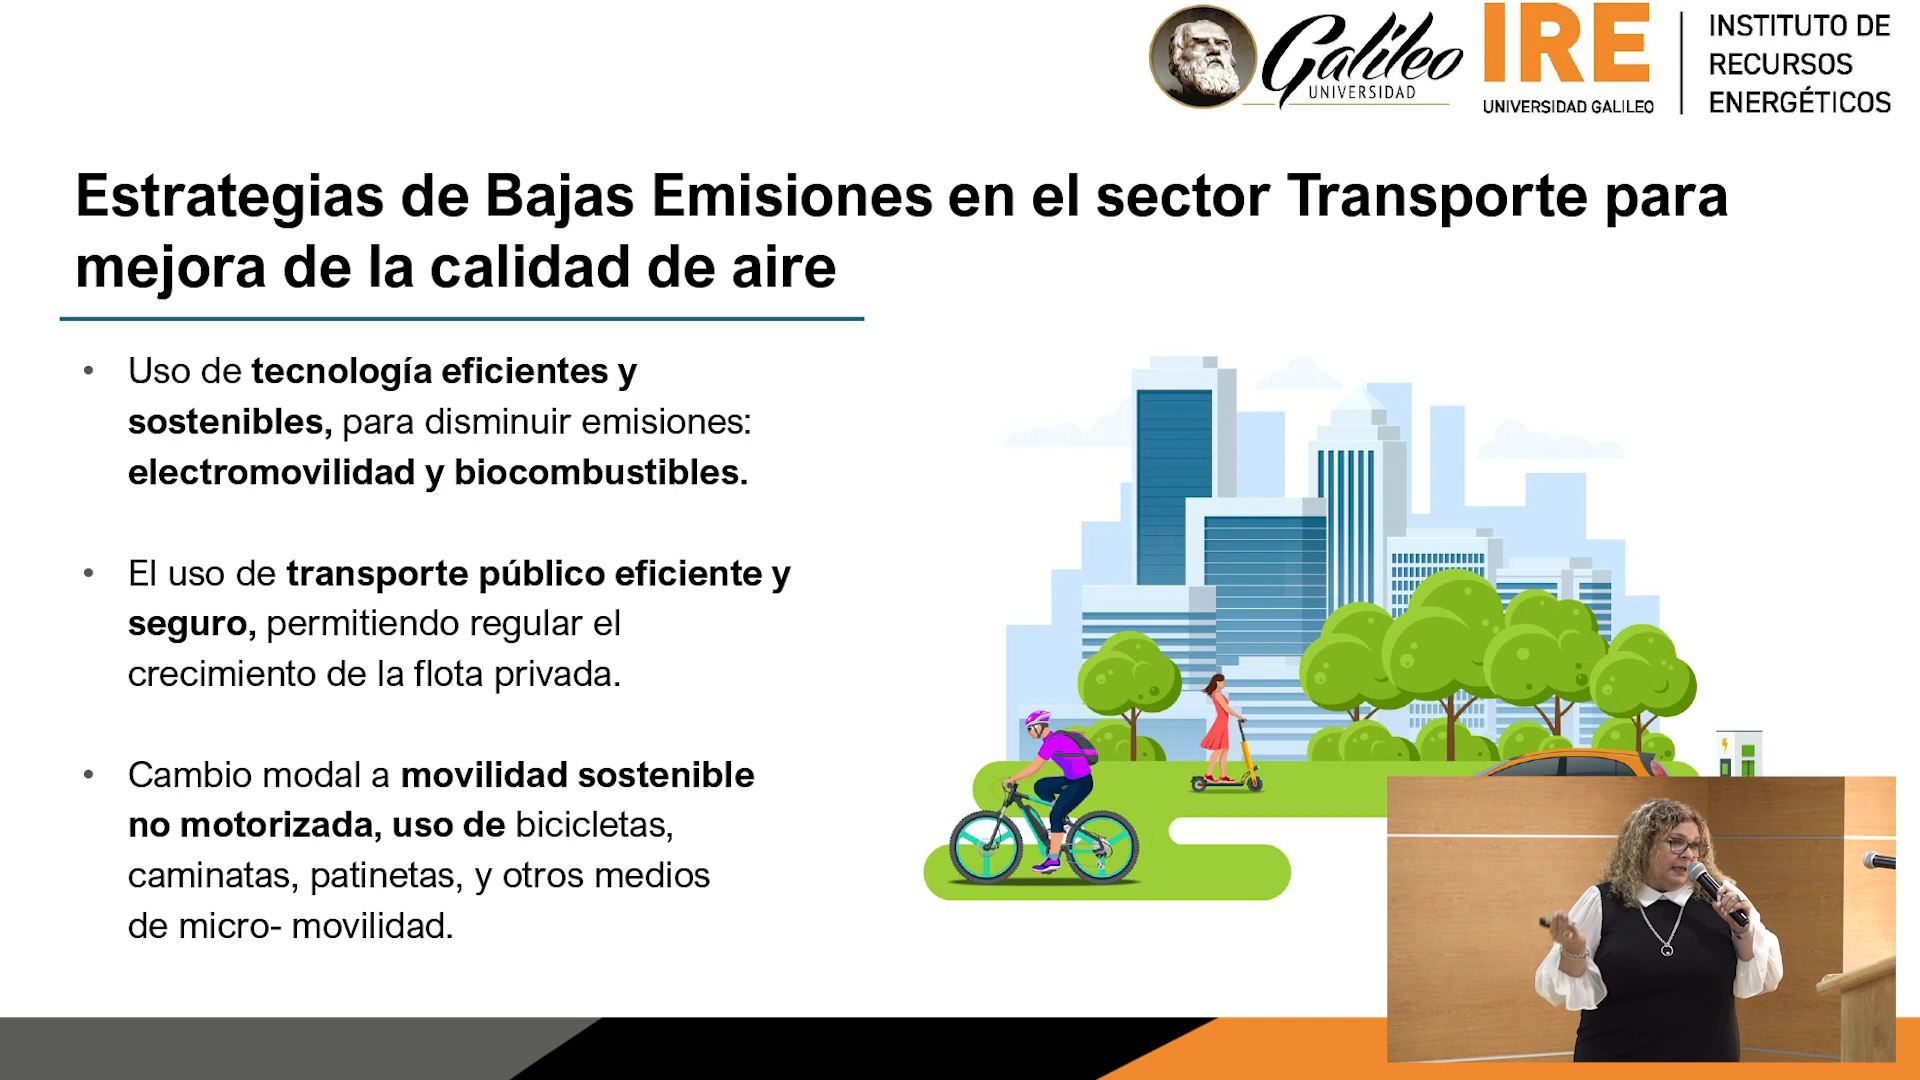 Galileo
UNIVERSIDAD
IRE
UNIVERSIDAD GALILEO
INSTITUTO DE
RECURSOS
ENERGÉTICOS
Estrategias de Bajas Emisiones en el sector Transporte para
mejora de la calidad de aire
• Uso de tecnología eficientes y
sostenibles, para disminuir emisiones:
electromovilidad y biocombustibles.
• El uso de transporte público eficiente y
seguro, permitiendo regular el
crecimiento de la flota privada.
• Cambio modal a movilidad sostenible
no motorizada, uso de bicicletas,
caminatas, patinetas, y otros medios
de micro- movilidad.